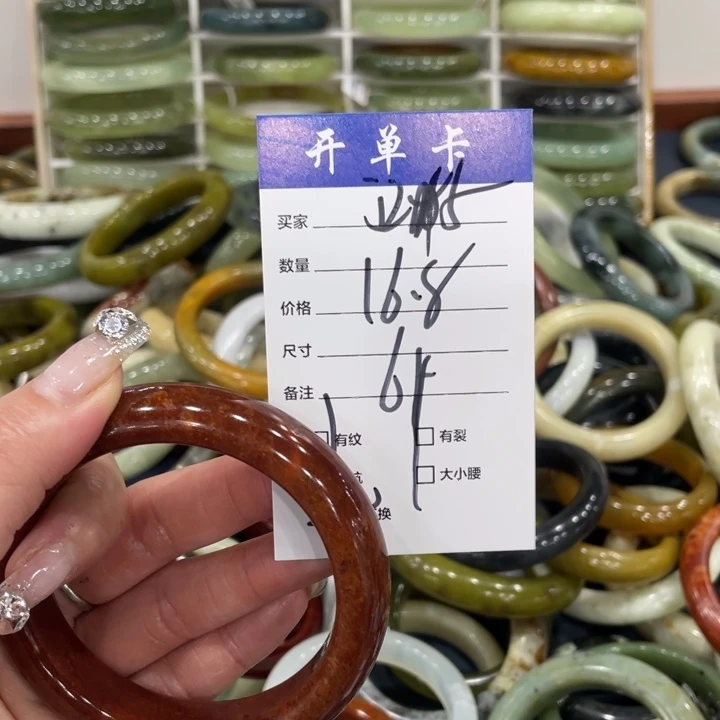 开单卡
买家
数量
价格 16.8
尺寸
备注 64
有纹 有裂
坑 大小腰
换